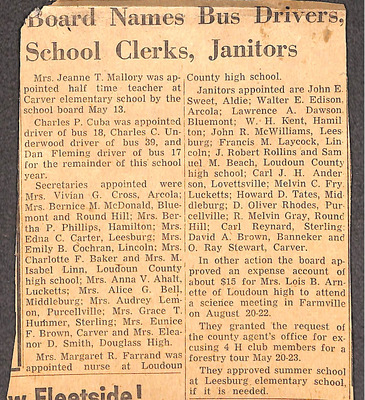 Board Names Bus Drivers,
School Clerks, Janitors
Mrs. Jeanne T. Mallory was ap-
pointed half time teacher at
Carver elementary school by the
school board May 13.
Charles P. Cuba was appointed
driver of bus 18, Charles C. Un-
derwood driver of bus 39, and
Dan Fleming driver of bus 17
for the remainder of this school
year.
Secretaries appointed were
Mrs. Vivian G. Cross, Arcola;
Mrs. Bernice M. McDonald, Blue-
mont and Round Hill; Mrs. Ber-
tha P. Phillips, Hamilton; Mrs.
Edna C. Carter, Leesburg; Mrs.
Emily B. Cochran, Lincoln; Mrs.
Charlotte F. Baker and Mrs. M.
Isabel Linn, Loudoun County
high school; Mrs. Anna V. Ahalt,
Lucketts; Mrs. Alice G. Bell,
Middleburg; Mrs. Audrey Lem-
on, Purcellville; Mrs. Grace T.
Hummer, Sterling; Mrs. Eunice
F. Brown, Carver and Mrs. Elea-
nor D. Smith, Douglass High.
Mrs. Margaret R. Farrand was
appointed nurse at Loudoun
County high school.
Janitors appointed are John E.
Sweet, Aldie; Walter E. Edison,
Arcola; Lawrence A. Dawson,
Bluemont; W. H. Kent, Hamil-
ton; John R. McWilliams, Lees-
burg; Francis M. Laycock, Lin-
coln; J. Robert Rollins and Sam-
uel M. Beach, Loudoun County
high school; Carl J. H. Ander-
son, Lovettsville; Melvin C. Fry,
Lucketts; Howard D. Tates, Mid-
dleburg; D. Oliver Rhodes, Pur-
cellville; R. Melvin Gray, Round
Hill; Carl Reynard, Sterling;
David A. Brown, Banneker and
O. Ray Stewart, Carver.
In other action the board ap-
proved an expense account of
about $15 for Mrs. Lois B. Arn-
ette of Loudoun high to attend
a science meeting in Farmville
on August 20-22.
They granted the request of
the county agent's office for ex-
cusing 4 H club members for a
forestry tour May 20-23.
They approved summer school
at Leesburg elementary school,
if it is needed.
Fleetside!